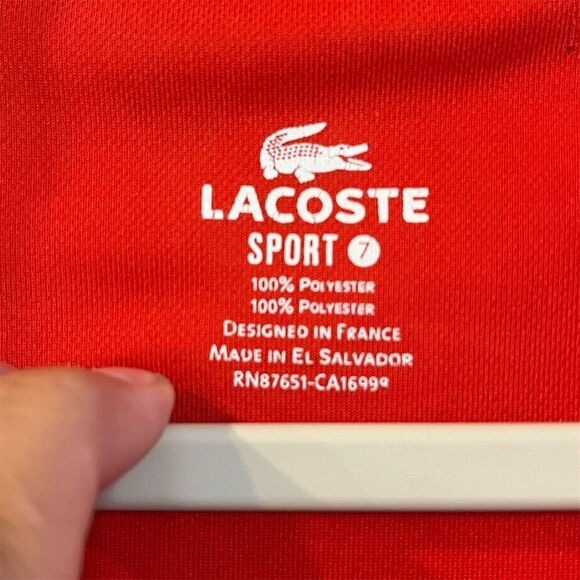 LACOSTE
SPORT 7
100% POLYESTER
100% POLYESTER
DESIGNED IN FRANCE
MADE IN EL SALVADOR
RN87651-CA16999